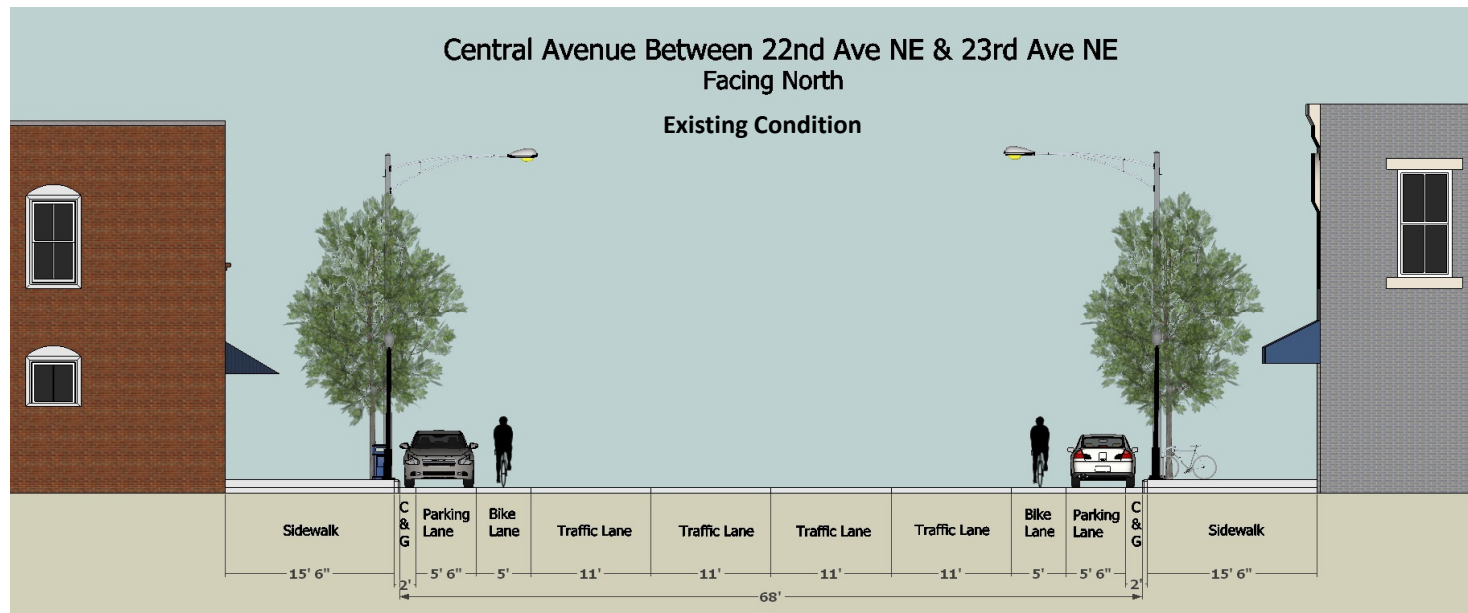 Central Avenue Between 22nd Ave NE & 23rd Ave NE
Facing North
Existing Condition
Sidewalk
C
&
G
Parking
Lane
Bike
Lane
Traffic Lane
Traffic Lane
Traffic Lane
Traffic Lane
Bike
Lane
Parking
Lane
C
&
G
Sidewalk
15' 6"
2'
5' 6"
5'
11'
11'
11'
11'
5'
5' 6"
2'
15' 6"
68'